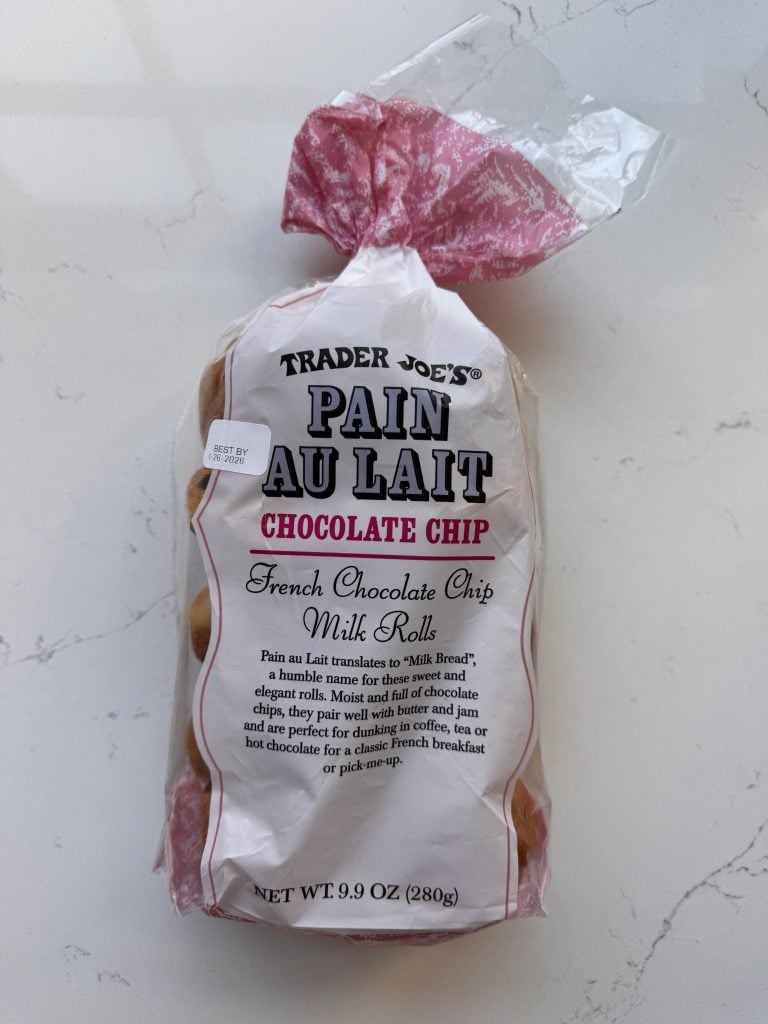 TRADER JOE'S®
PAIN
AU LAIT
BEST BY
1-26-2026
CHOCOLATE CHIP
French Chocolate Chip
Milk Rolls
Pain au Lait translates to “Milk Bread”,
a humble name for these sweet and
elegant rolls. Moist and full of chocolate
chips, they pair well with butter and jam
and are perfect for dunking in coffee, tea or
hot chocolate for a classic French breakfast
or pick-me-up.
NET WT. 9.9 OZ (280g)